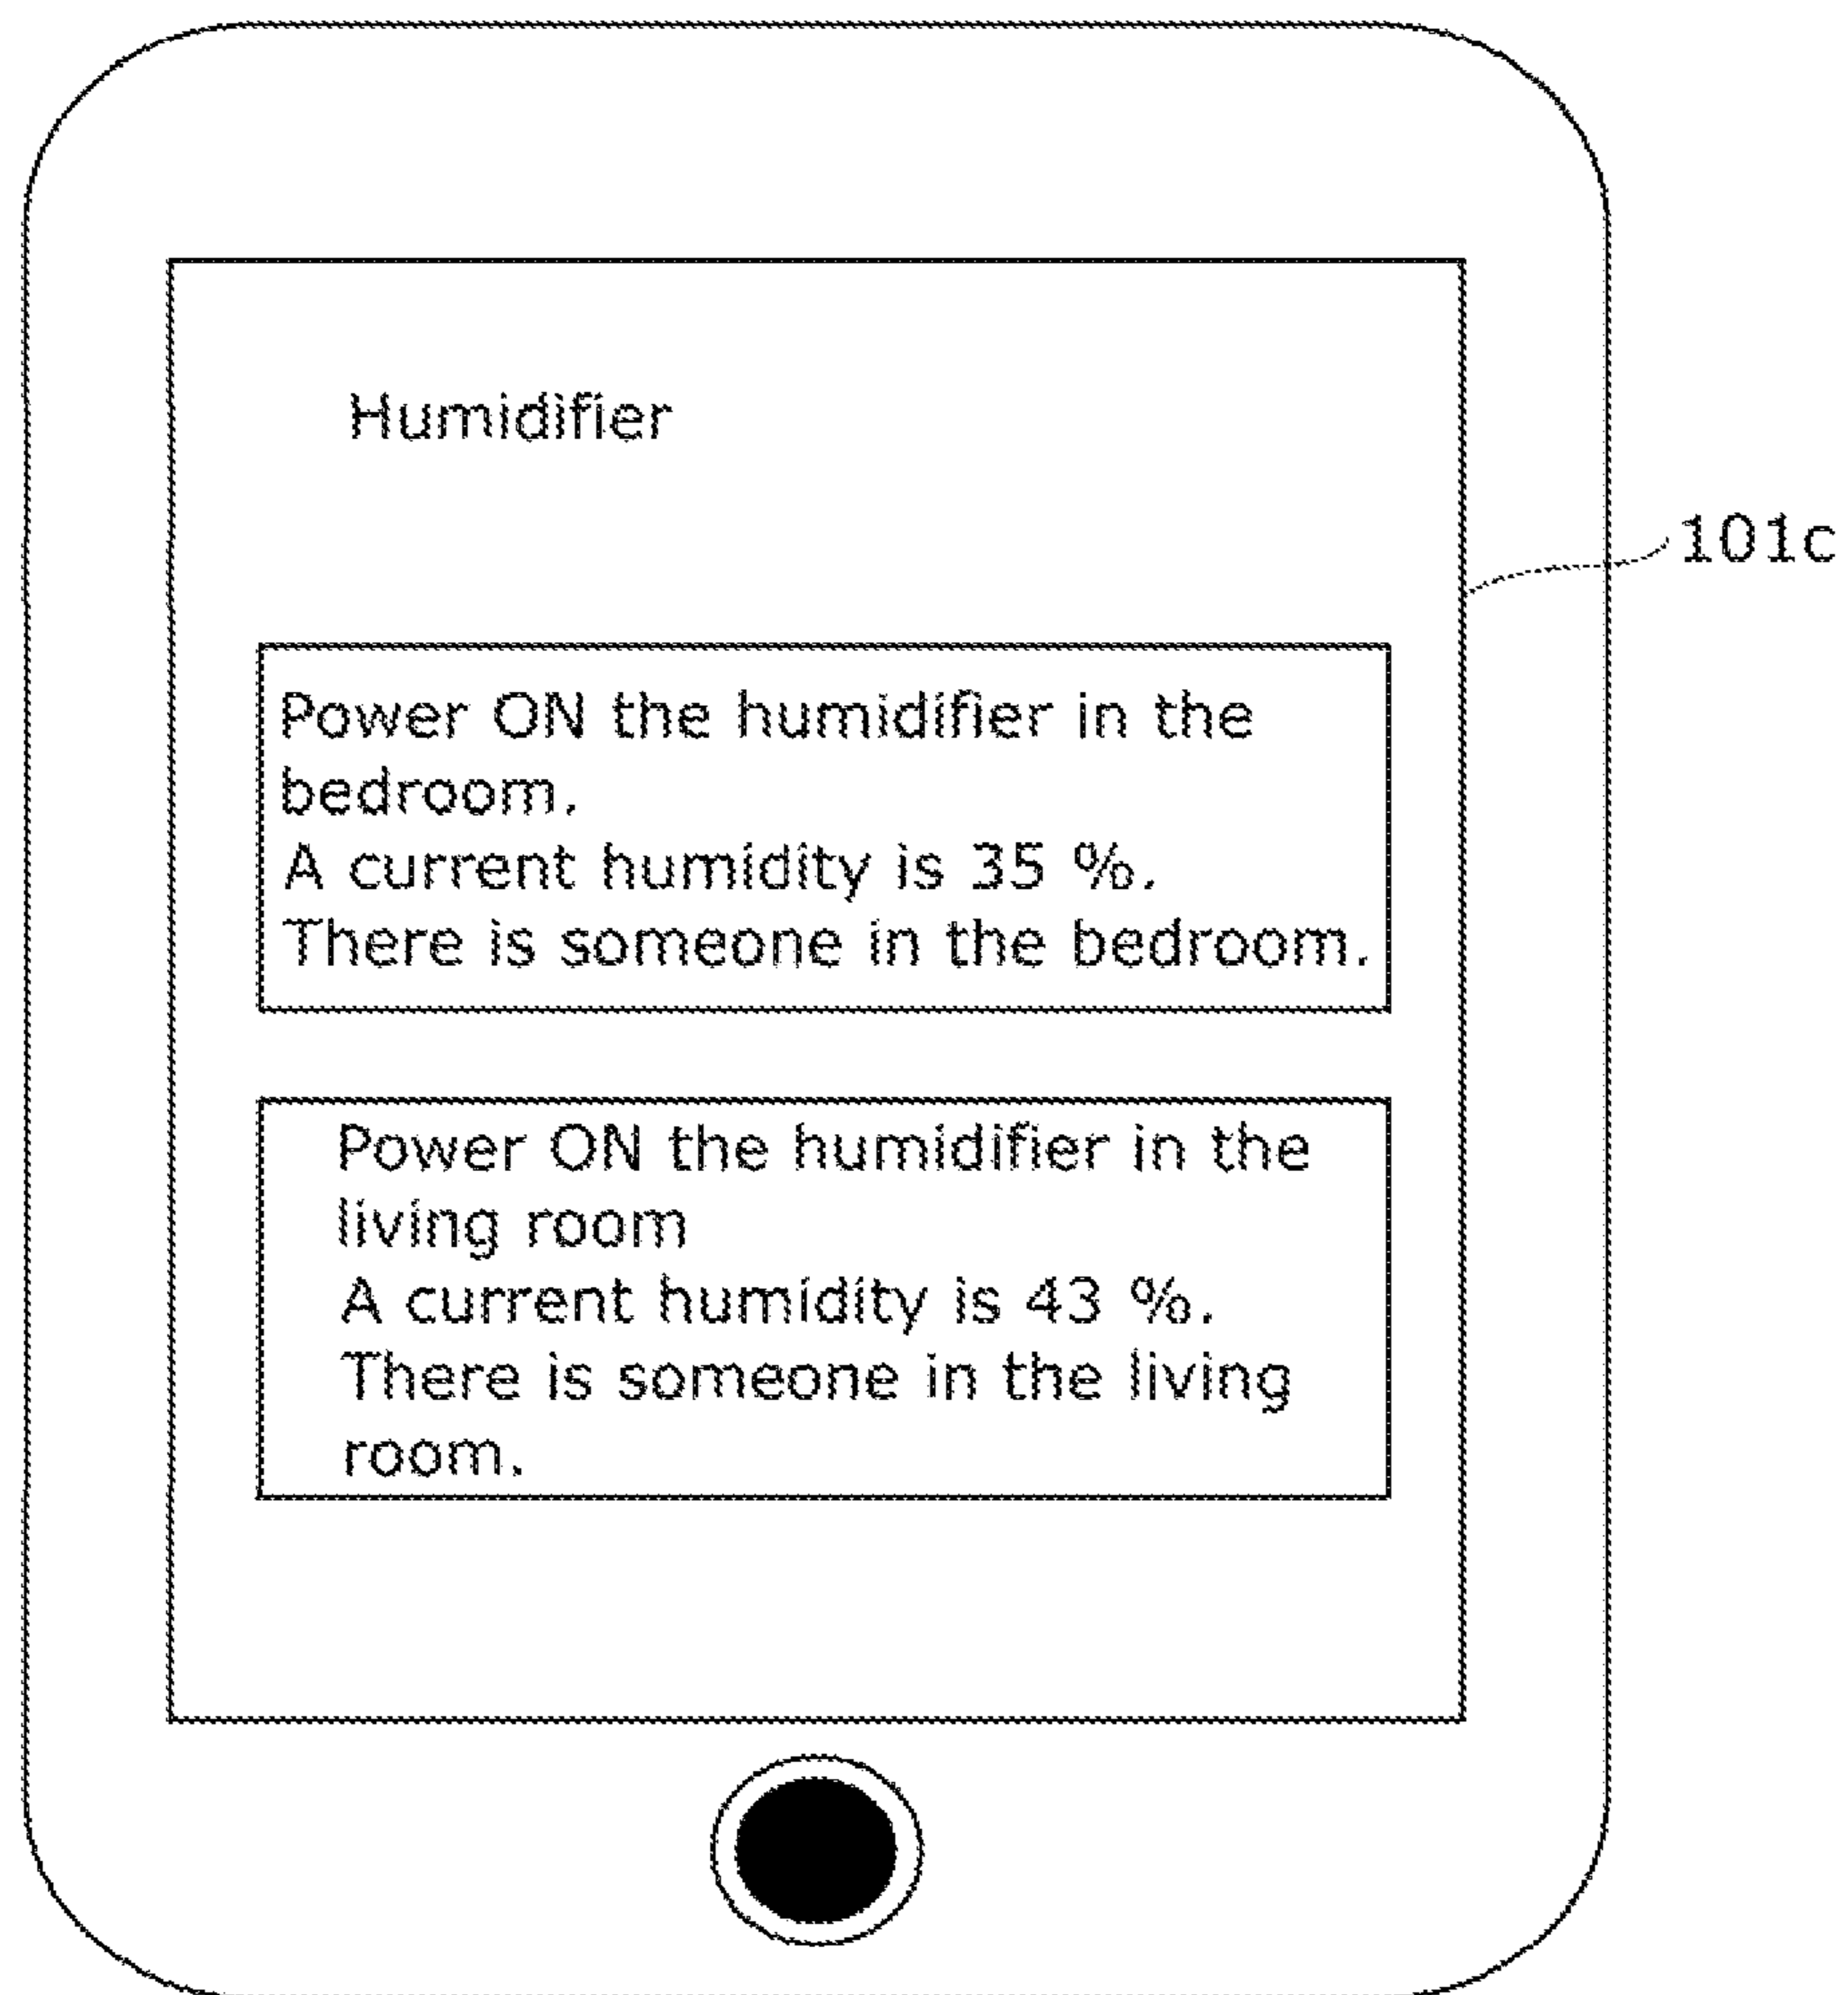 Humidifier
101c
Power ON the humidifier in the
bedroom.
A current humidity is 35 %.
There is someone in the bedroom.
Power ON the humidifier in the
living room
A current humidity is 43 %.
There is someone in the living
room.